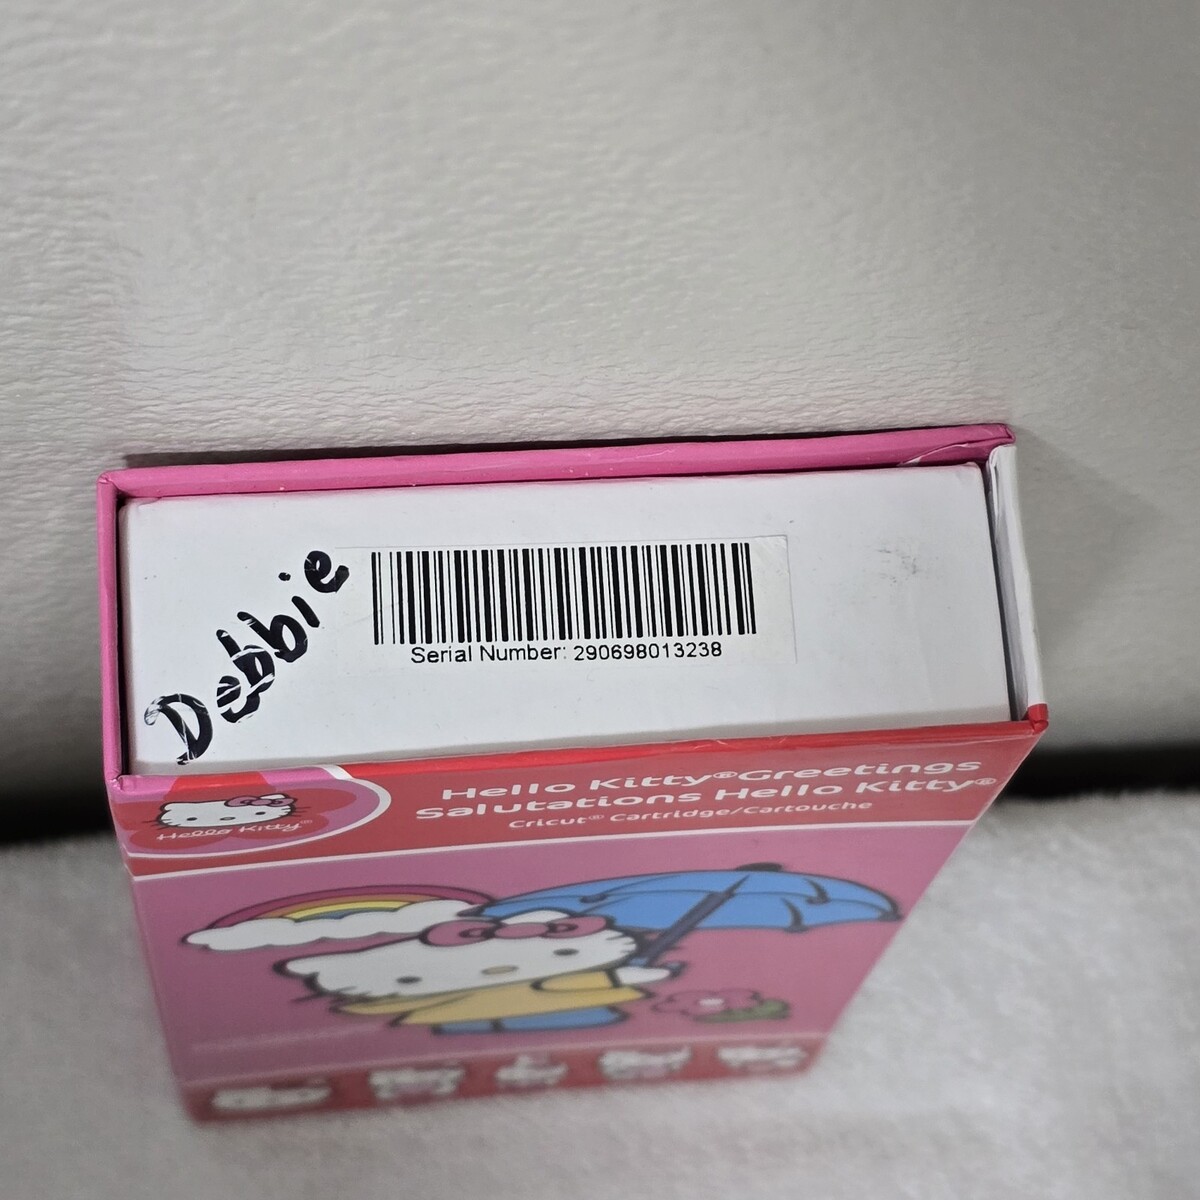 Debbie
Serial Number: 290698013238
Hello Kitty® Greetings
Salutations Hello Kitty®
Cricut® Cartridge/Cartouche
Hello Kitty®